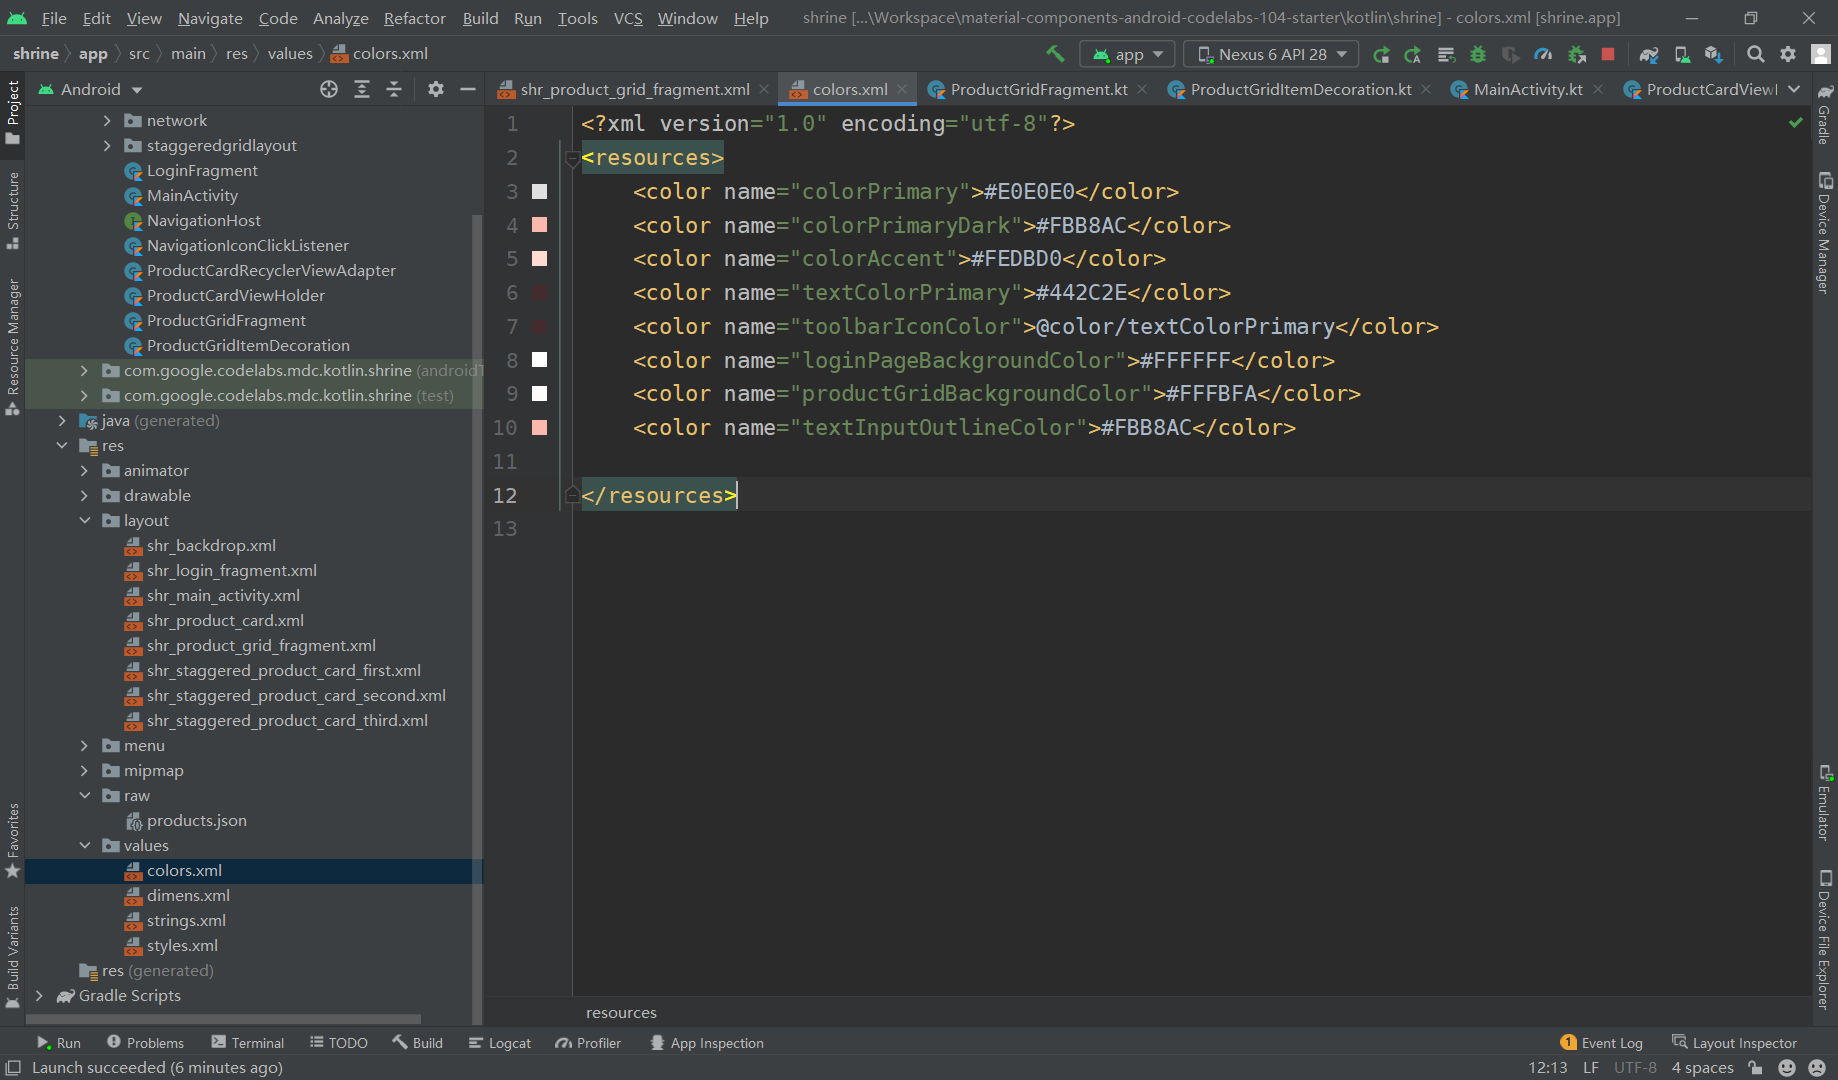 File Edit View Navigate Code Analyze Refactor Build Run Tools VCS Window Help shrine [...\Workspace\material-components-android-codelabs-104-starter\kotlin\shrine] - colors.xml [shrine.app]
shrine app src main res values colors.xml app Nexus 6 API 28
Android
shr_product_grid_fragment.xml colors.xml ProductGridFragment.kt ProductGridItemDecoration.kt MainActivity.kt ProductCardViewH
Project
Structure
Resource Manager
Favorites
Build Variants
network
staggeredgridlayout
LoginFragment
MainActivity
NavigationHost
NavigationIconClickListener
ProductCardRecyclerViewAdapter
ProductCardViewHolder
ProductGridFragment
ProductGridItemDecoration
com.google.codelabs.mdc.kotlin.shrine (androidT
com.google.codelabs.mdc.kotlin.shrine (test)
java (generated)
res
animator
drawable
layout
shr_backdrop.xml
shr_login_fragment.xml
shr_main_activity.xml
shr_product_card.xml
shr_product_grid_fragment.xml
shr_staggered_product_card_first.xml
shr_staggered_product_card_second.xml
shr_staggered_product_card_third.xml
menu
mipmap
raw
products.json
values
colors.xml
dimens.xml
strings.xml
styles.xml
res (generated)
Gradle Scripts
1 <?xml version="1.0" encoding="utf-8"?>
2 <resources>
3 <color name="colorPrimary">#E0E0E0</color>
4 <color name="colorPrimaryDark">#FBB8AC</color>
5 <color name="colorAccent">#FEDBD0</color>
6 <color name="textColorPrimary">#442C2E</color>
7 <color name="toolbarIconColor">@color/textColorPrimary</color>
8 <color name="loginPageBackgroundColor">#FFFFFF</color>
9 <color name="productGridBackgroundColor">#FFFBFA</color>
10 <color name="textInputOutlineColor">#FBB8AC</color>
11
12 </resources>
13
resources
Gradle
Device Manager
Emulator
Device File Explorer
Run Problems Terminal TODO Build Logcat Profiler App Inspection 1 Event Log Layout Inspector
Launch succeeded (6 minutes ago) 12:13 LF UTF-8 4 spaces